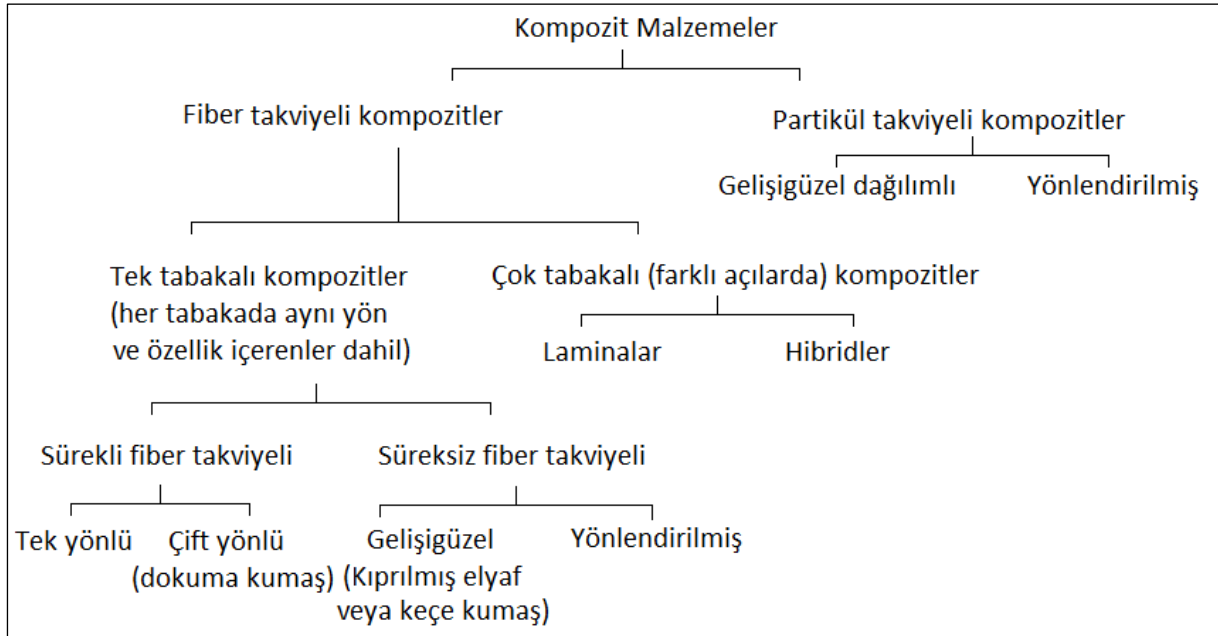 Kompozit Malzemeler
Fiber takviyeli kompozitler
Partikül takviyeli kompozitler
Gelişigüzel dağılımlı
Yönlendirilmiş
Tek tabakalı kompozitler
(her tabakada aynı yön
ve özellik içerenler dahil)
Çok tabakalı (farklı açılarda) kompozitler
Laminalar
Hibridler
Sürekli fiber takviyeli
Süreksiz fiber takviyeli
Tek yönlü
Çift yönlü
(dokuma kumaş)
Gelişigüzel
(Kıprılmış elyaf
veya keçe kumaş)
Yönlendirilmiş